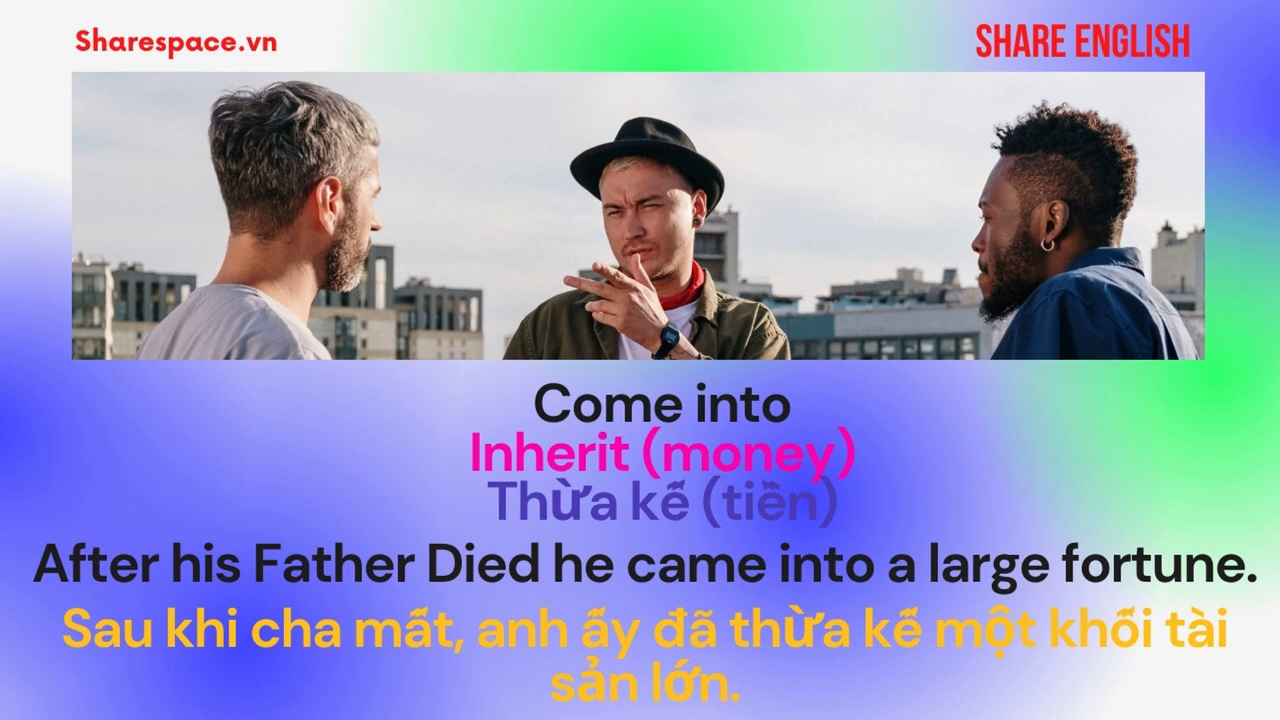 Sharespace.vn
SHARE ENGLISH
Come into
Inherit (money)
Thừa kế (tiền)
After his Father Died he came into a large fortune.
Sau khi cha mất, anh ấy đã thừa kế một khối tài
sản lớn.